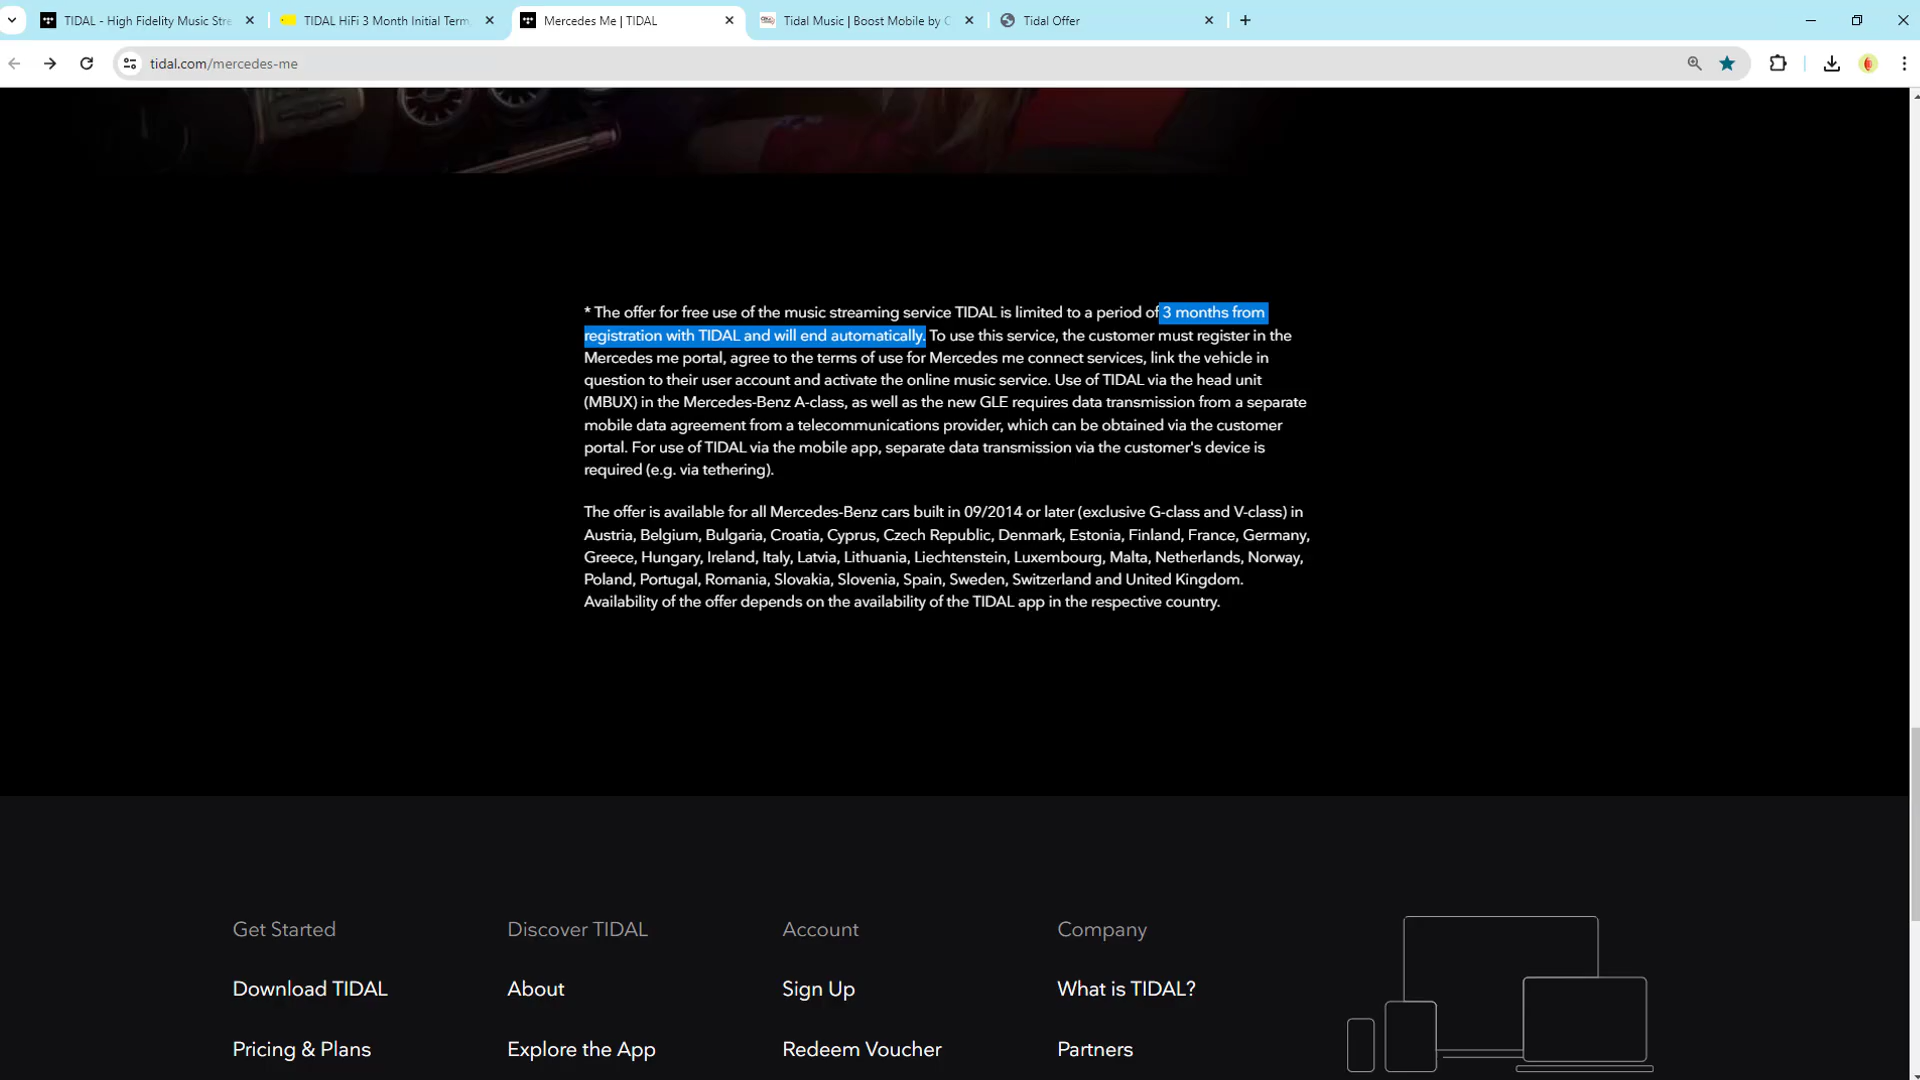 TIDAL - High Fidelity Music Stre
TIDAL HiFi 3 Month Initial Term,
Mercedes Me | TIDAL
Tidal Music | Boost Mobile by C
Tidal Offer
tidal.com/mercedes-me
* The offer for free use of the music streaming service TIDAL is limited to a period of 3 months from
registration with TIDAL and will end automatically. To use this service, the customer must register in the
Mercedes me portal, agree to the terms of use for Mercedes me connect services, link the vehicle in
question to their user account and activate the online music service. Use of TIDAL via the head unit
(MBUX) in the Mercedes-Benz A-class, as well as the new GLE requires data transmission from a separate
mobile data agreement from a telecommunications provider, which can be obtained via the customer
portal. For use of TIDAL via the mobile app, separate data transmission via the customer's device is
required (e.g. via tethering).
The offer is available for all Mercedes-Benz cars built in 09/2014 or later (exclusive G-class and V-class) in
Austria, Belgium, Bulgaria, Croatia, Cyprus, Czech Republic, Denmark, Estonia, Finland, France, Germany,
Greece, Hungary, Ireland, Italy, Latvia, Lithuania, Liechtenstein, Luxembourg, Malta, Netherlands, Norway,
Poland, Portugal, Romania, Slovakia, Slovenia, Spain, Sweden, Switzerland and United Kingdom.
Availability of the offer depends on the availability of the TIDAL app in the respective country.
Get Started
Discover TIDAL
Account
Company
Download TIDAL
About
Sign Up
What is TIDAL?
Pricing & Plans
Explore the App
Redeem Voucher
Partners